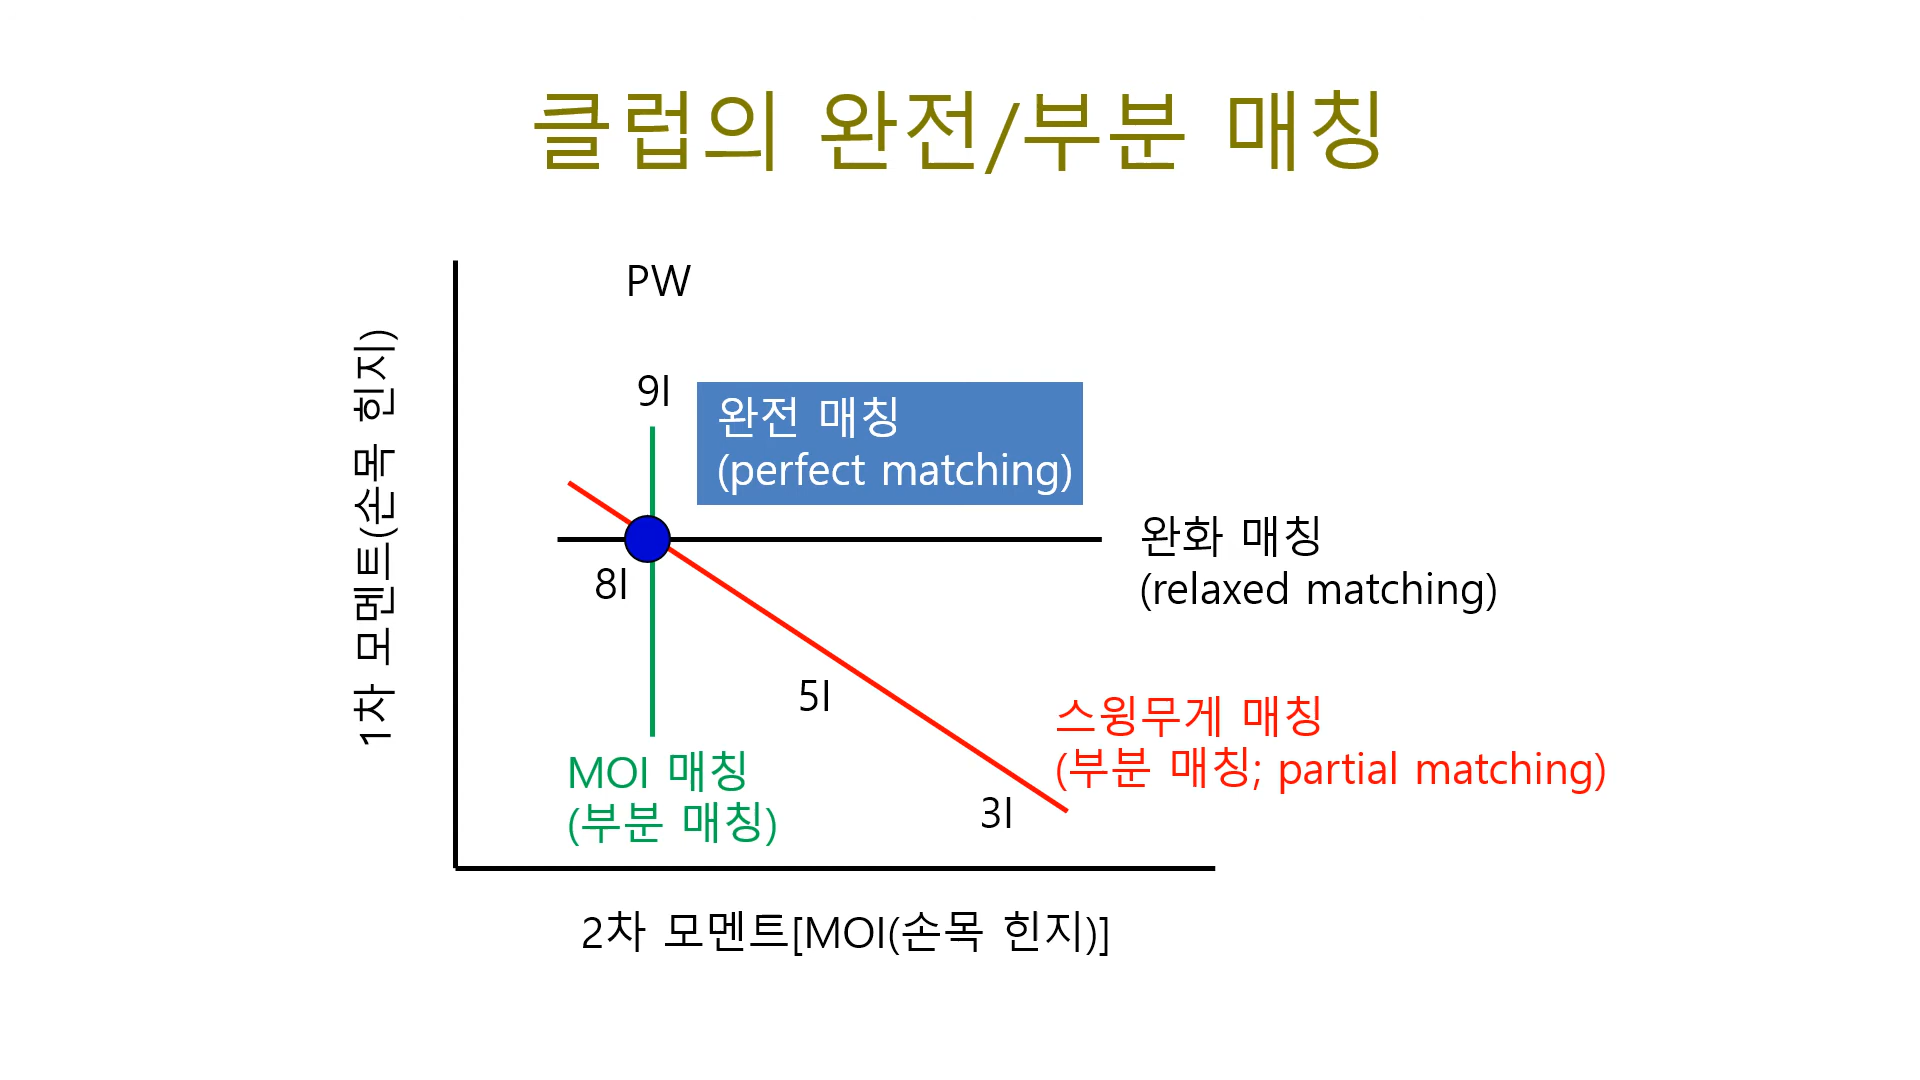 클럽의 완전/부분 매칭
PW
9I
완전 매칭
(perfect matching)
1차 모멘트(손목 힌지)
완화 매칭
(relaxed matching)
8I
5I
스윙무게 매칭
(부분 매칭; partial matching)
MOI 매칭
(부분 매칭)
3I
2차 모멘트[MOI(손목 힌지)]